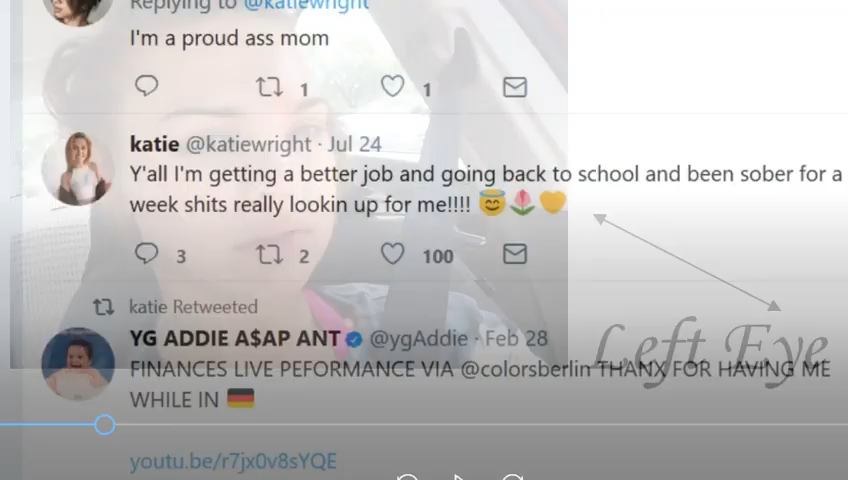 Replying to @katiewright
I'm a proud ass mom
1 1
katie @katiewright · Jul 24
Y'all I'm getting a better job and going back to school and been sober for a
week shits really lookin up for me!!!! 😇🌷💛
3 2 100
katie Retweeted
YG ADDIE A$AP ANT @ygAddie · Feb 28
FINANCES LIVE PEFORMANCE VIA @colorsberlin THANX FOR HAVING ME
WHILE IN 🇩🇪
Left Eye
youtu.be/r7jx0v8sYQE